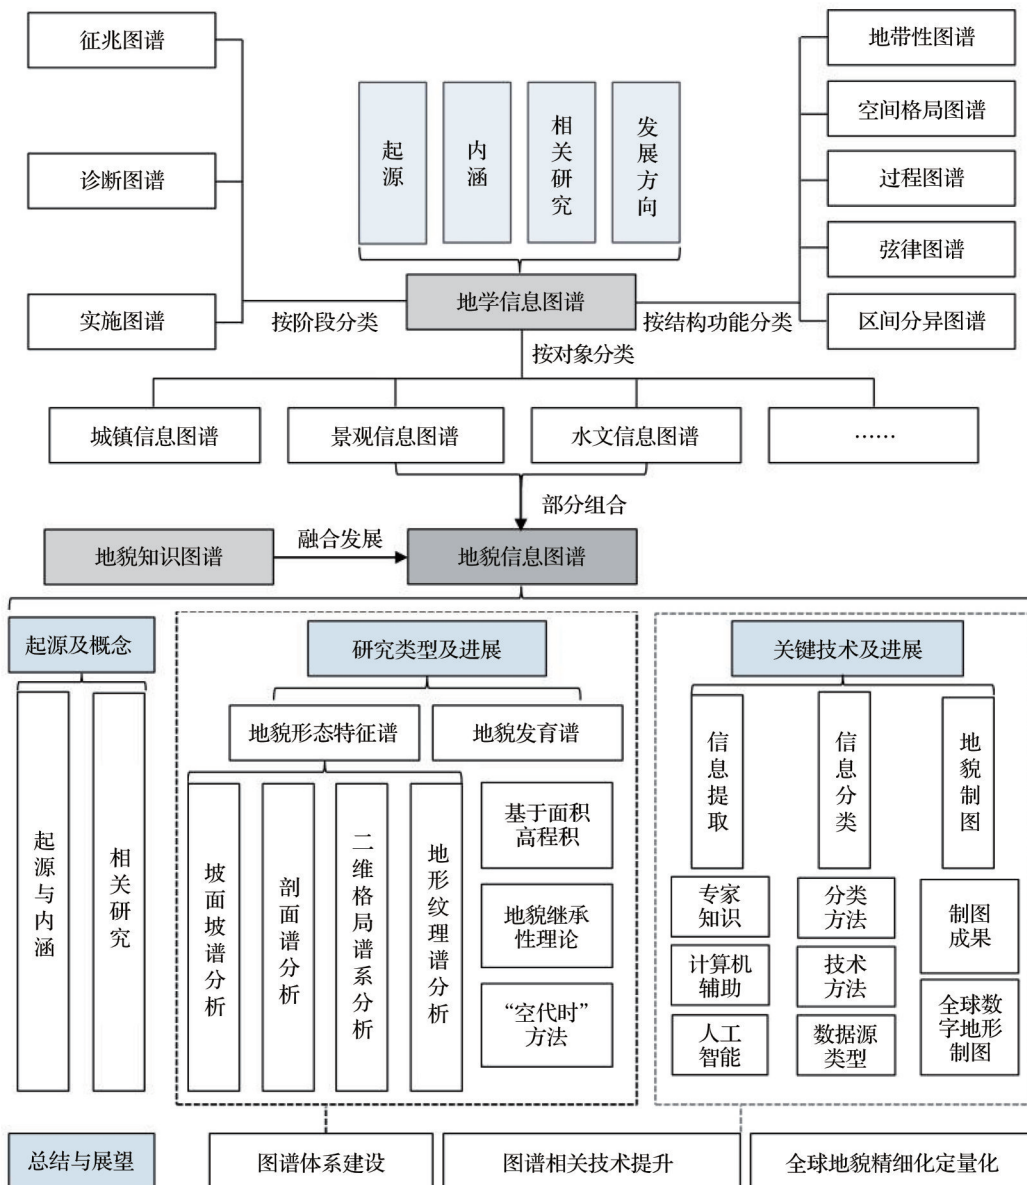 征兆图谱
诊断图谱
实施图谱
起源
内涵
相关研究
发展方向
地带性图谱
空间格局图谱
过程图谱
弦律图谱
区间分异图谱
地学信息图谱
按阶段分类
按结构功能分类
按对象分类
城镇信息图谱
景观信息图谱
水文信息图谱
……
部分组合
地貌知识图谱
融合发展
地貌信息图谱
起源及概念
起源与内涵
相关研究
研究类型及进展
地貌形态特征谱
地貌发育谱
坡面坡谱分析
剖面谱分析
二维格局谱系分析
地形纹理谱分析
基于面积
高程积
地貌继承
性理论
“空代时”
方法
关键技术及进展
信息提取
信息分类
地貌制图
专家
知识
计算机
辅助
人工
智能
分类
方法
技术
方法
数据源
类型
制图
成果
全球数
字地形
制图
总结与展望
图谱体系建设
图谱相关技术提升
全球地貌精细化定量化